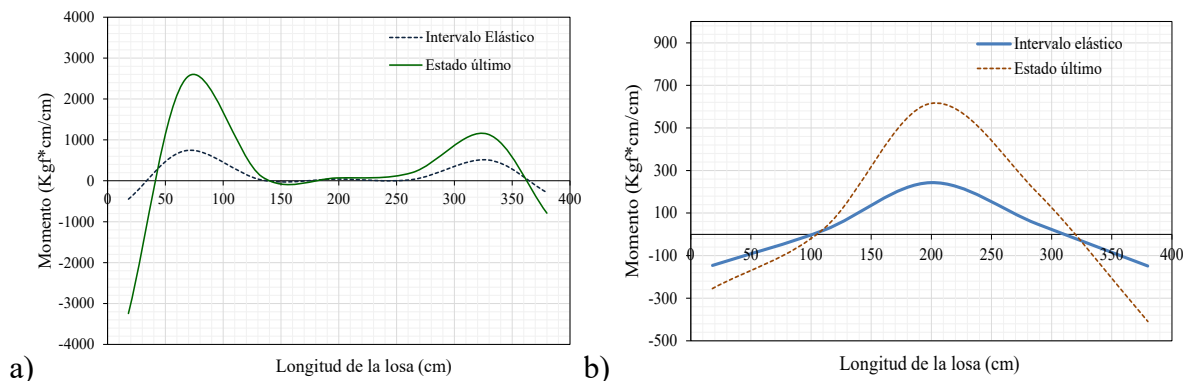 4000
3000
2000
1000
0
-1000
-2000
-3000
-4000
0 50 100 150 200 250 300 350 400
Momento (Kgf*cm/cm)
Longitud de la losa (cm)
Intervalo Elástico
Estado último
a)
900
700
500
300
100
-100
-300
-500
0 50 100 150 200 250 300 350 400
Momento (Kgf*cm/cm)
Longitud de la losa (cm)
Intervalo elástico
Estado último
b)